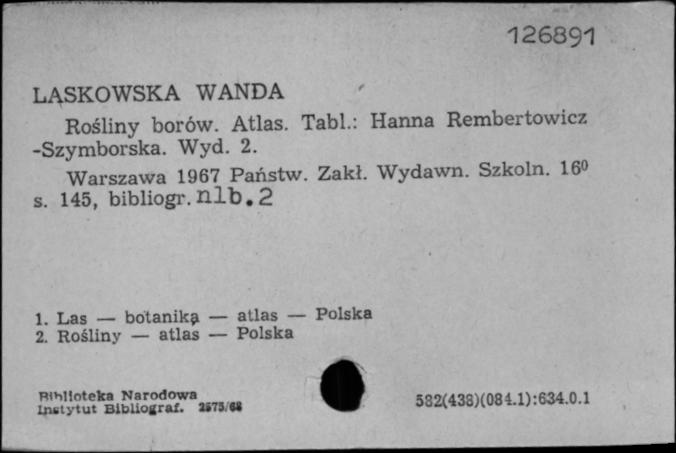 126891
LĄSKOWSKA WANDA
Rośliny borów. Atlas. Tabl.: Hanna Rembertowicz
-Szymborska. Wyd. 2.
Warszawa 1967 Państw. Zakł. Wydawn. Szkoln. 16⁰
s. 145, bibliogr. nlb. 2
1. Las — botanika — atlas — Polska
2. Rośliny — atlas — Polska
Biblioteka Narodowa
Instytut Bibliograf. 2575/68
582(438)(084.1):634.0.1